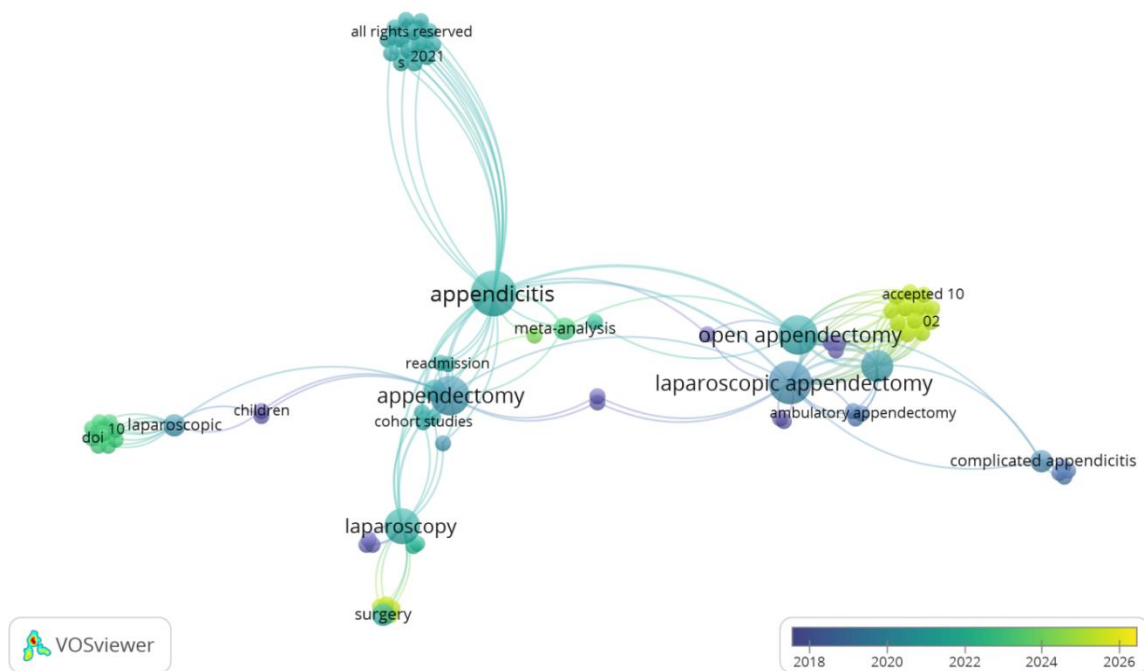 all rights reserved
s 2021
appendicitis
meta-analysis
accepted 10
02
open appendectomy
readmission
appendectomy
laparoscopic appendectomy
children
cohort studies
ambulatory appendectomy
doi 10 laparoscopic
complicated appendicitis
laparoscopy
surgery
VOSviewer
2018 2020 2022 2024 2026